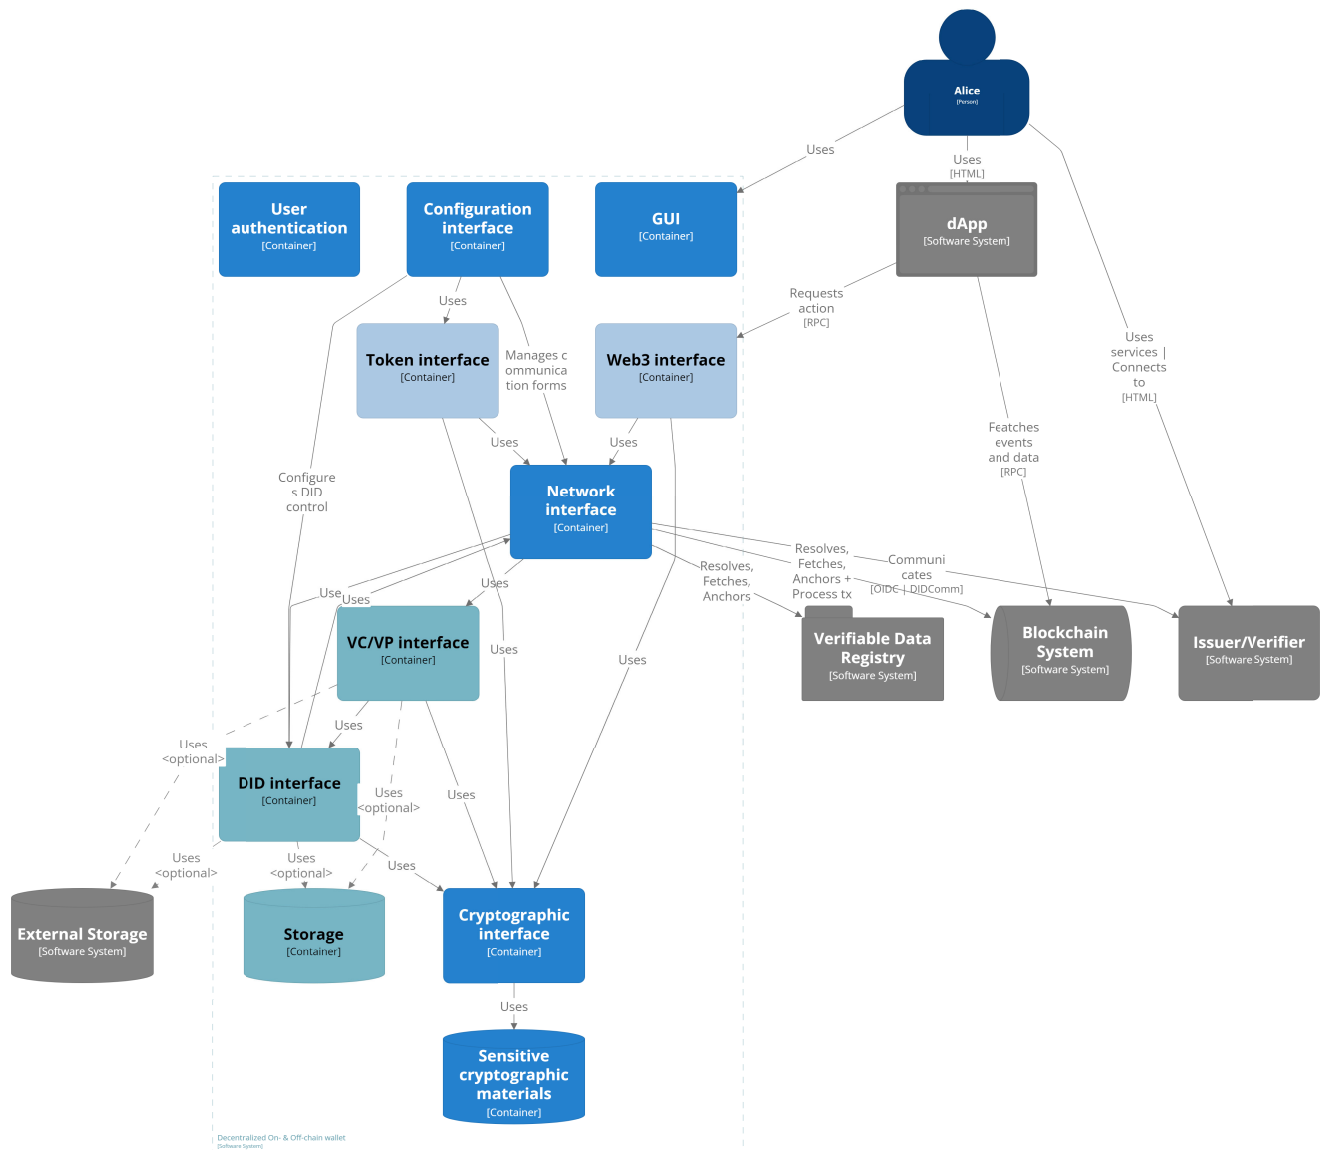 Alice
[Person]
Uses
Uses
[HTML]
User
authentication
[Container]
Configuration
interface
[Container]
GUI
[Container]
dApp
[Software System]
Uses
Requests
action
[RPC]
Token interface
[Container]
Manages c
ommunica
tion forms
Web3 interface
[Container]
Uses
services |
Connects
to
[HTML]
Uses
Uses
Featches
events
and data
[RPC]
Configure
s DID
control
Network
interface
[Container]
Resolves,
Fetches,
Anchors
Resolves,
Fetches,
Anchors +
Process tx
Communi
cates
[OIDC | DIDComm]
Uses
Use
Uses
VC/VP interface
[Container]
Uses
Uses
Verifiable Data
Registry
[Software System]
Blockchain
System
[Software System]
Issuer/Verifier
[Software System]
Uses
<optional>
Uses
DID interface
[Container]
Uses
<optional>
Uses
Uses
<optional>
Uses
<optional>
Uses
External Storage
[Software System]
Storage
[Container]
Cryptographic
interface
[Container]
Uses
Sensitive
cryptographic
materials
[Container]
Decentralized On- & Off-chain wallet
[Software System]